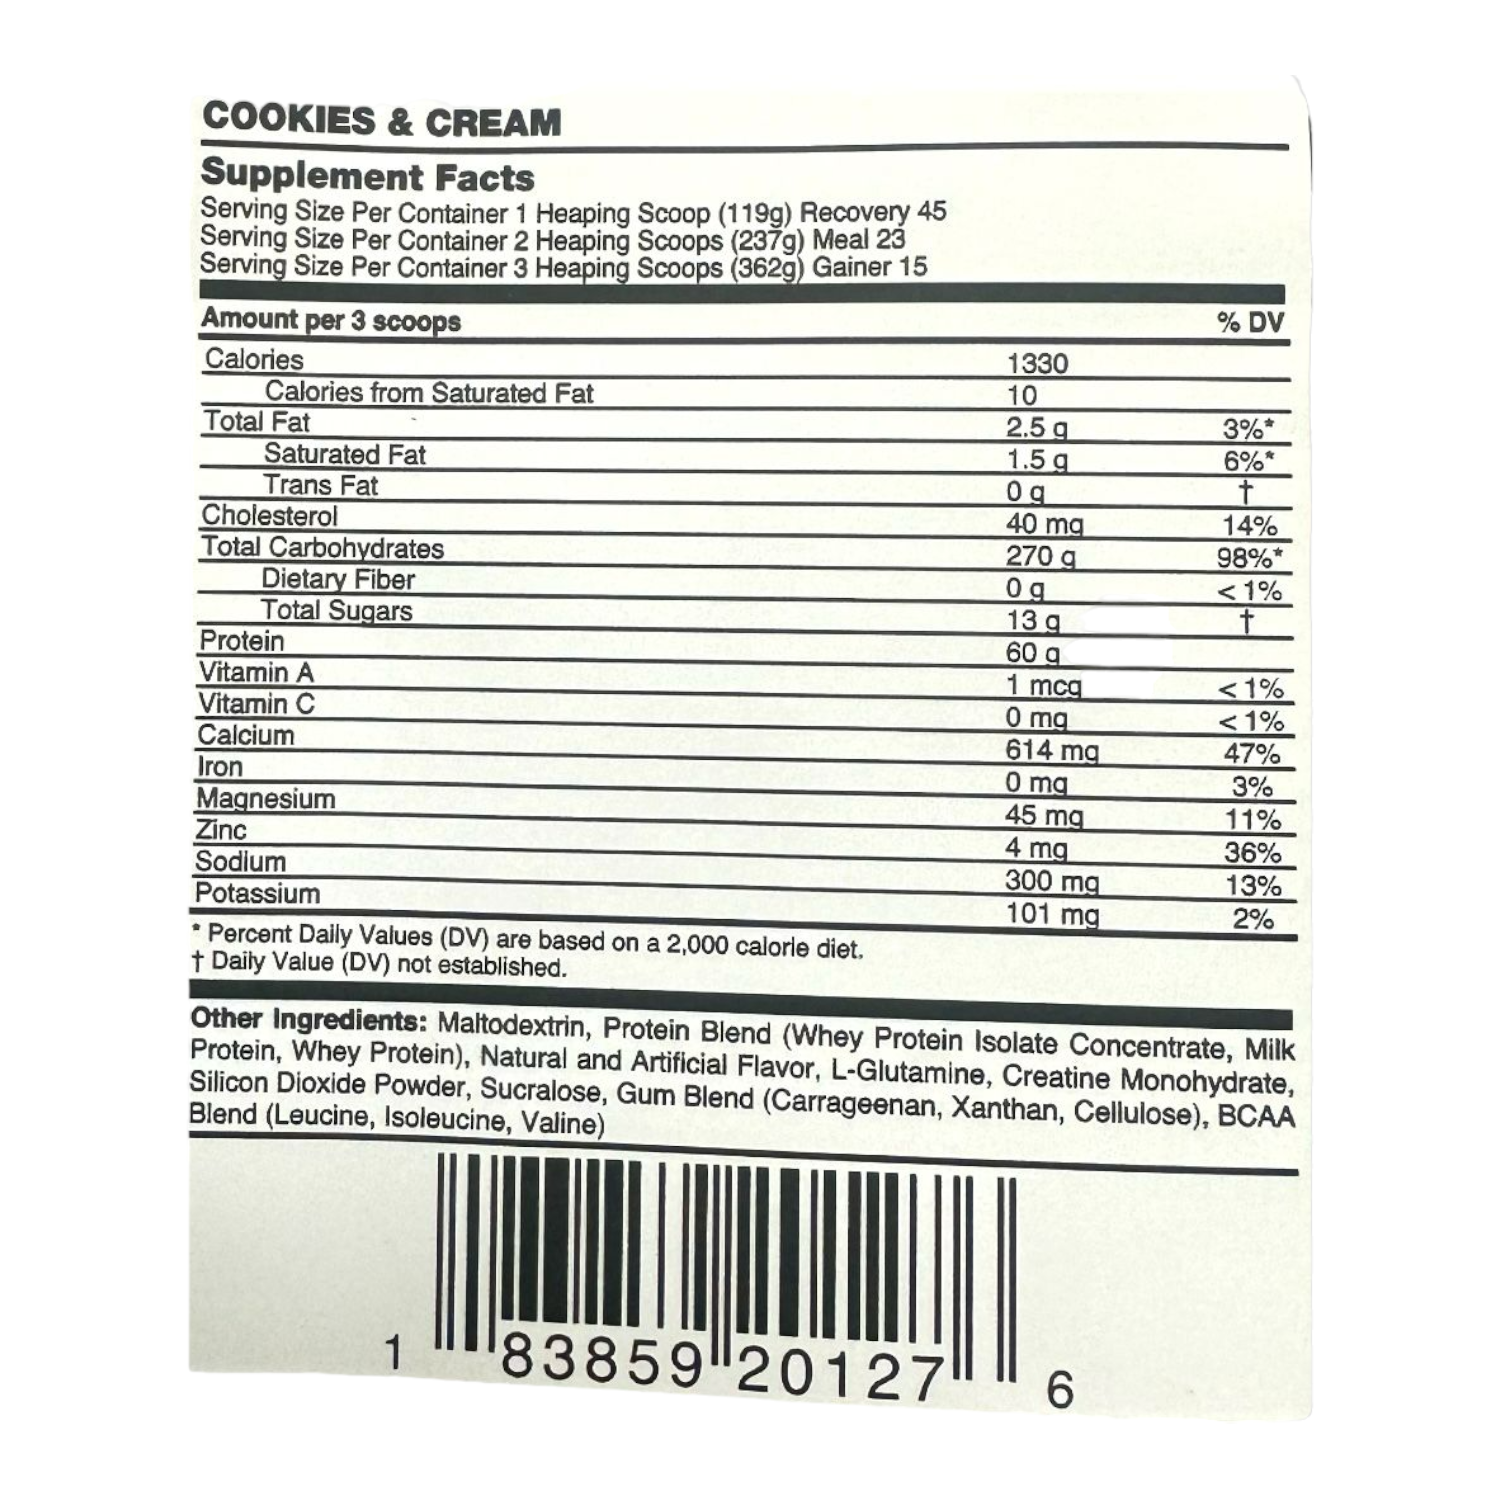 COOKIES & CREAM
Supplement Facts
Serving Size Per Container 1 Heaping Scoop (119g) Recovery 45
Serving Size Per Container 2 Heaping Scoops (237g) Meal 23
Serving Size Per Container 3 Heaping Scoops (362g) Gainer 15
Amount per 3 scoops % DV
Calories 1330
Calories from Saturated Fat 10
Total Fat 2.5 g 3%*
Saturated Fat 1.5 g 6%*
Trans Fat 0 g †
Cholesterol 40 mg 14%
Total Carbohydrates 270 g 98%*
Dietary Fiber 0 g < 1%
Total Sugars 13 g †
Protein 60 g
Vitamin A 1 mcg < 1%
Vitamin C 0 mg < 1%
Calcium 614 mg 47%
Iron 0 mg 3%
Magnesium 45 mg 11%
Zinc 4 mg 36%
Sodium 300 mg 13%
Potassium 101 mg 2%
* Percent Daily Values (DV) are based on a 2,000 calorie diet.
† Daily Value (DV) not established.
Other Ingredients: Maltodextrin, Protein Blend (Whey Protein Isolate Concentrate, Milk
Protein, Whey Protein), Natural and Artificial Flavor, L-Glutamine, Creatine Monohydrate,
Silicon Dioxide Powder, Sucralose, Gum Blend (Carrageenan, Xanthan, Cellulose), BCAA
Blend (Leucine, Isoleucine, Valine)
1 83859 20127 6